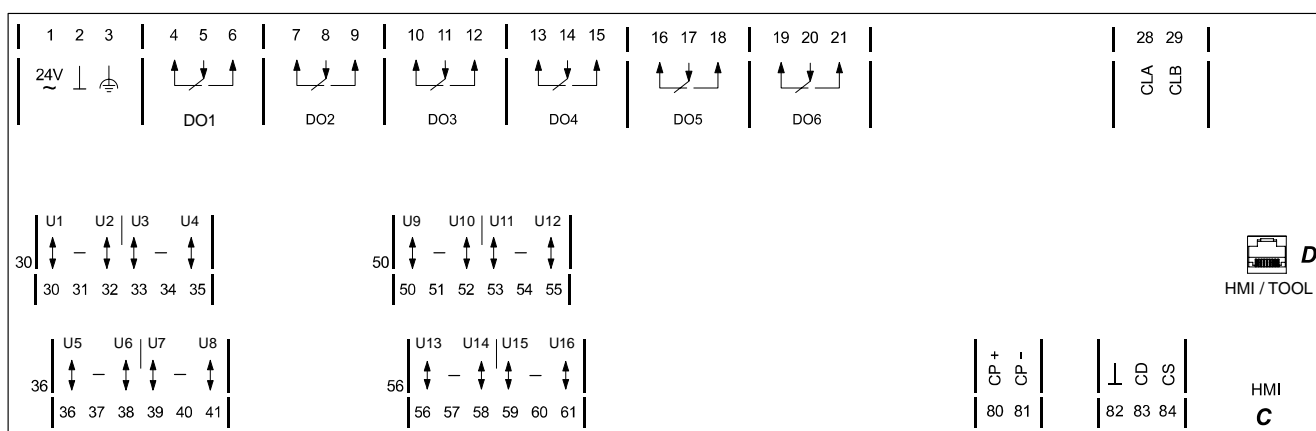 1 2 3 4 5 6 7 8 9 10 11 12 13 14 15 16 17 18 19 20 21 28 29
24V
~
CLA CLB
DO1 DO2 DO3 DO4 DO5 DO6
U1 U2 U3 U4 U9 U10 U11 U12
– – – –
30 50 D
30 31 32 33 34 35 50 51 52 53 54 55 HMI / TOOL
U5 U6 U7 U8 U13 U14 U15 U16
– – – – CP + CP - CD CS
36 56 HMI
36 37 38 39 40 41 56 57 58 59 60 61 80 81 82 83 84 C